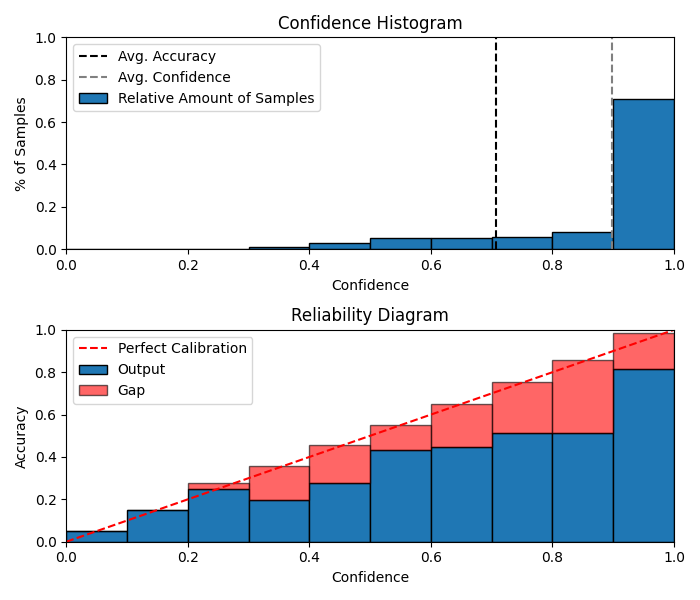 Confidence Histogram
1.0
0.8
0.6
0.4
0.2
0.0
% of Samples
Avg. Accuracy
Avg. Confidence
Relative Amount of Samples
0.0 0.2 0.4 0.6 0.8 1.0
Confidence
Reliability Diagram
1.0
0.8
0.6
0.4
0.2
0.0
Accuracy
Perfect Calibration
Output
Gap
0.0 0.2 0.4 0.6 0.8 1.0
Confidence